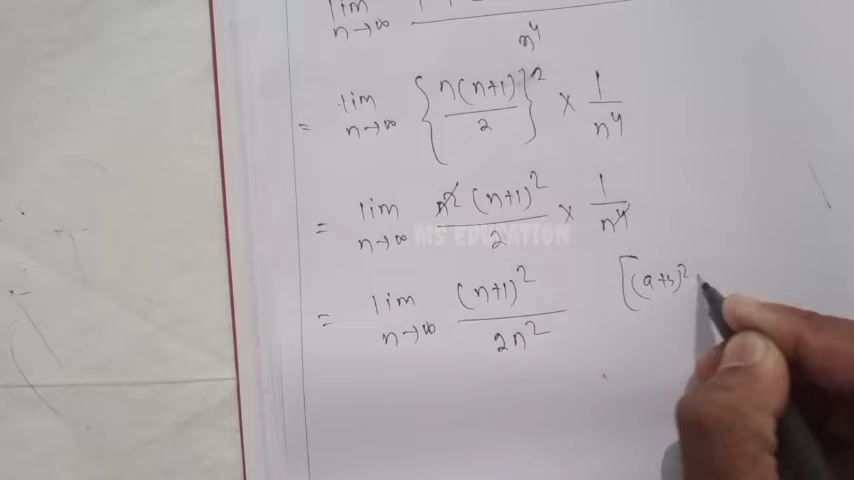 lim n→∞ n⁴
= lim n→∞ { n(n+1) / 2 }² × 1 / n⁴
= lim n→∞ n² (n+1)² / 2 × 1 / n⁴
MS EDUCATION
= lim n→∞ (n+1)² / 2n² [(a+b)²